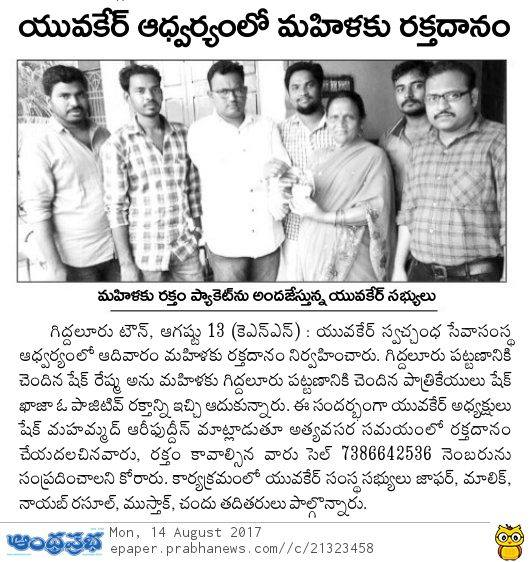 యువకేర్ ఆధ్వర్యంలో మహిళకు రక్తదానం
మహిళకు రక్తం ప్యాకెట్‌ను అందజేస్తున్న యువకేర్ సభ్యులు
గిద్దలూరు టౌన్, ఆగష్టు 13 (కెఎన్ఎన్) : యువకేర్ స్వచ్ఛంధ సేవాసంస్థ
ఆధ్వర్యంలో ఆదివారం మహిళకు రక్తదానం నిర్వహించారు. గిద్దలూరు పట్టణానికి
చెందిన షేక్ రేష్మ అను మహిళకు గిద్దలూరు పట్టణానికి చెందిన పాత్రికేయులు షేక్
ఖాజా ఓ పాజిటివ్ రక్తాన్ని ఇచ్చి ఆదుకున్నారు. ఈ సందర్భంగా యువకేర్ అధ్యక్షులు
షేక్ మహమ్మద్ ఆరీఫుద్దీన్ మాట్లాడుతూ అత్యవసర సమయంలో రక్తదానం
చేయదలచినవారు, రక్తం కావాల్సిన వారు సెల్ 7386642536 నెంబరును
సంప్రదించాలని కోరారు. కార్యక్రమంలో యువకేర్ సంస్థ సభ్యులు జాఫర్, మాలిక్,
నాయబ్ రసూల్, ముస్తాక్, చందు తదితరులు పాల్గొన్నారు.
ఆంధ్రప్రభ
Mon, 14 August 2017
epaper.prabhanews.com//c/21323458